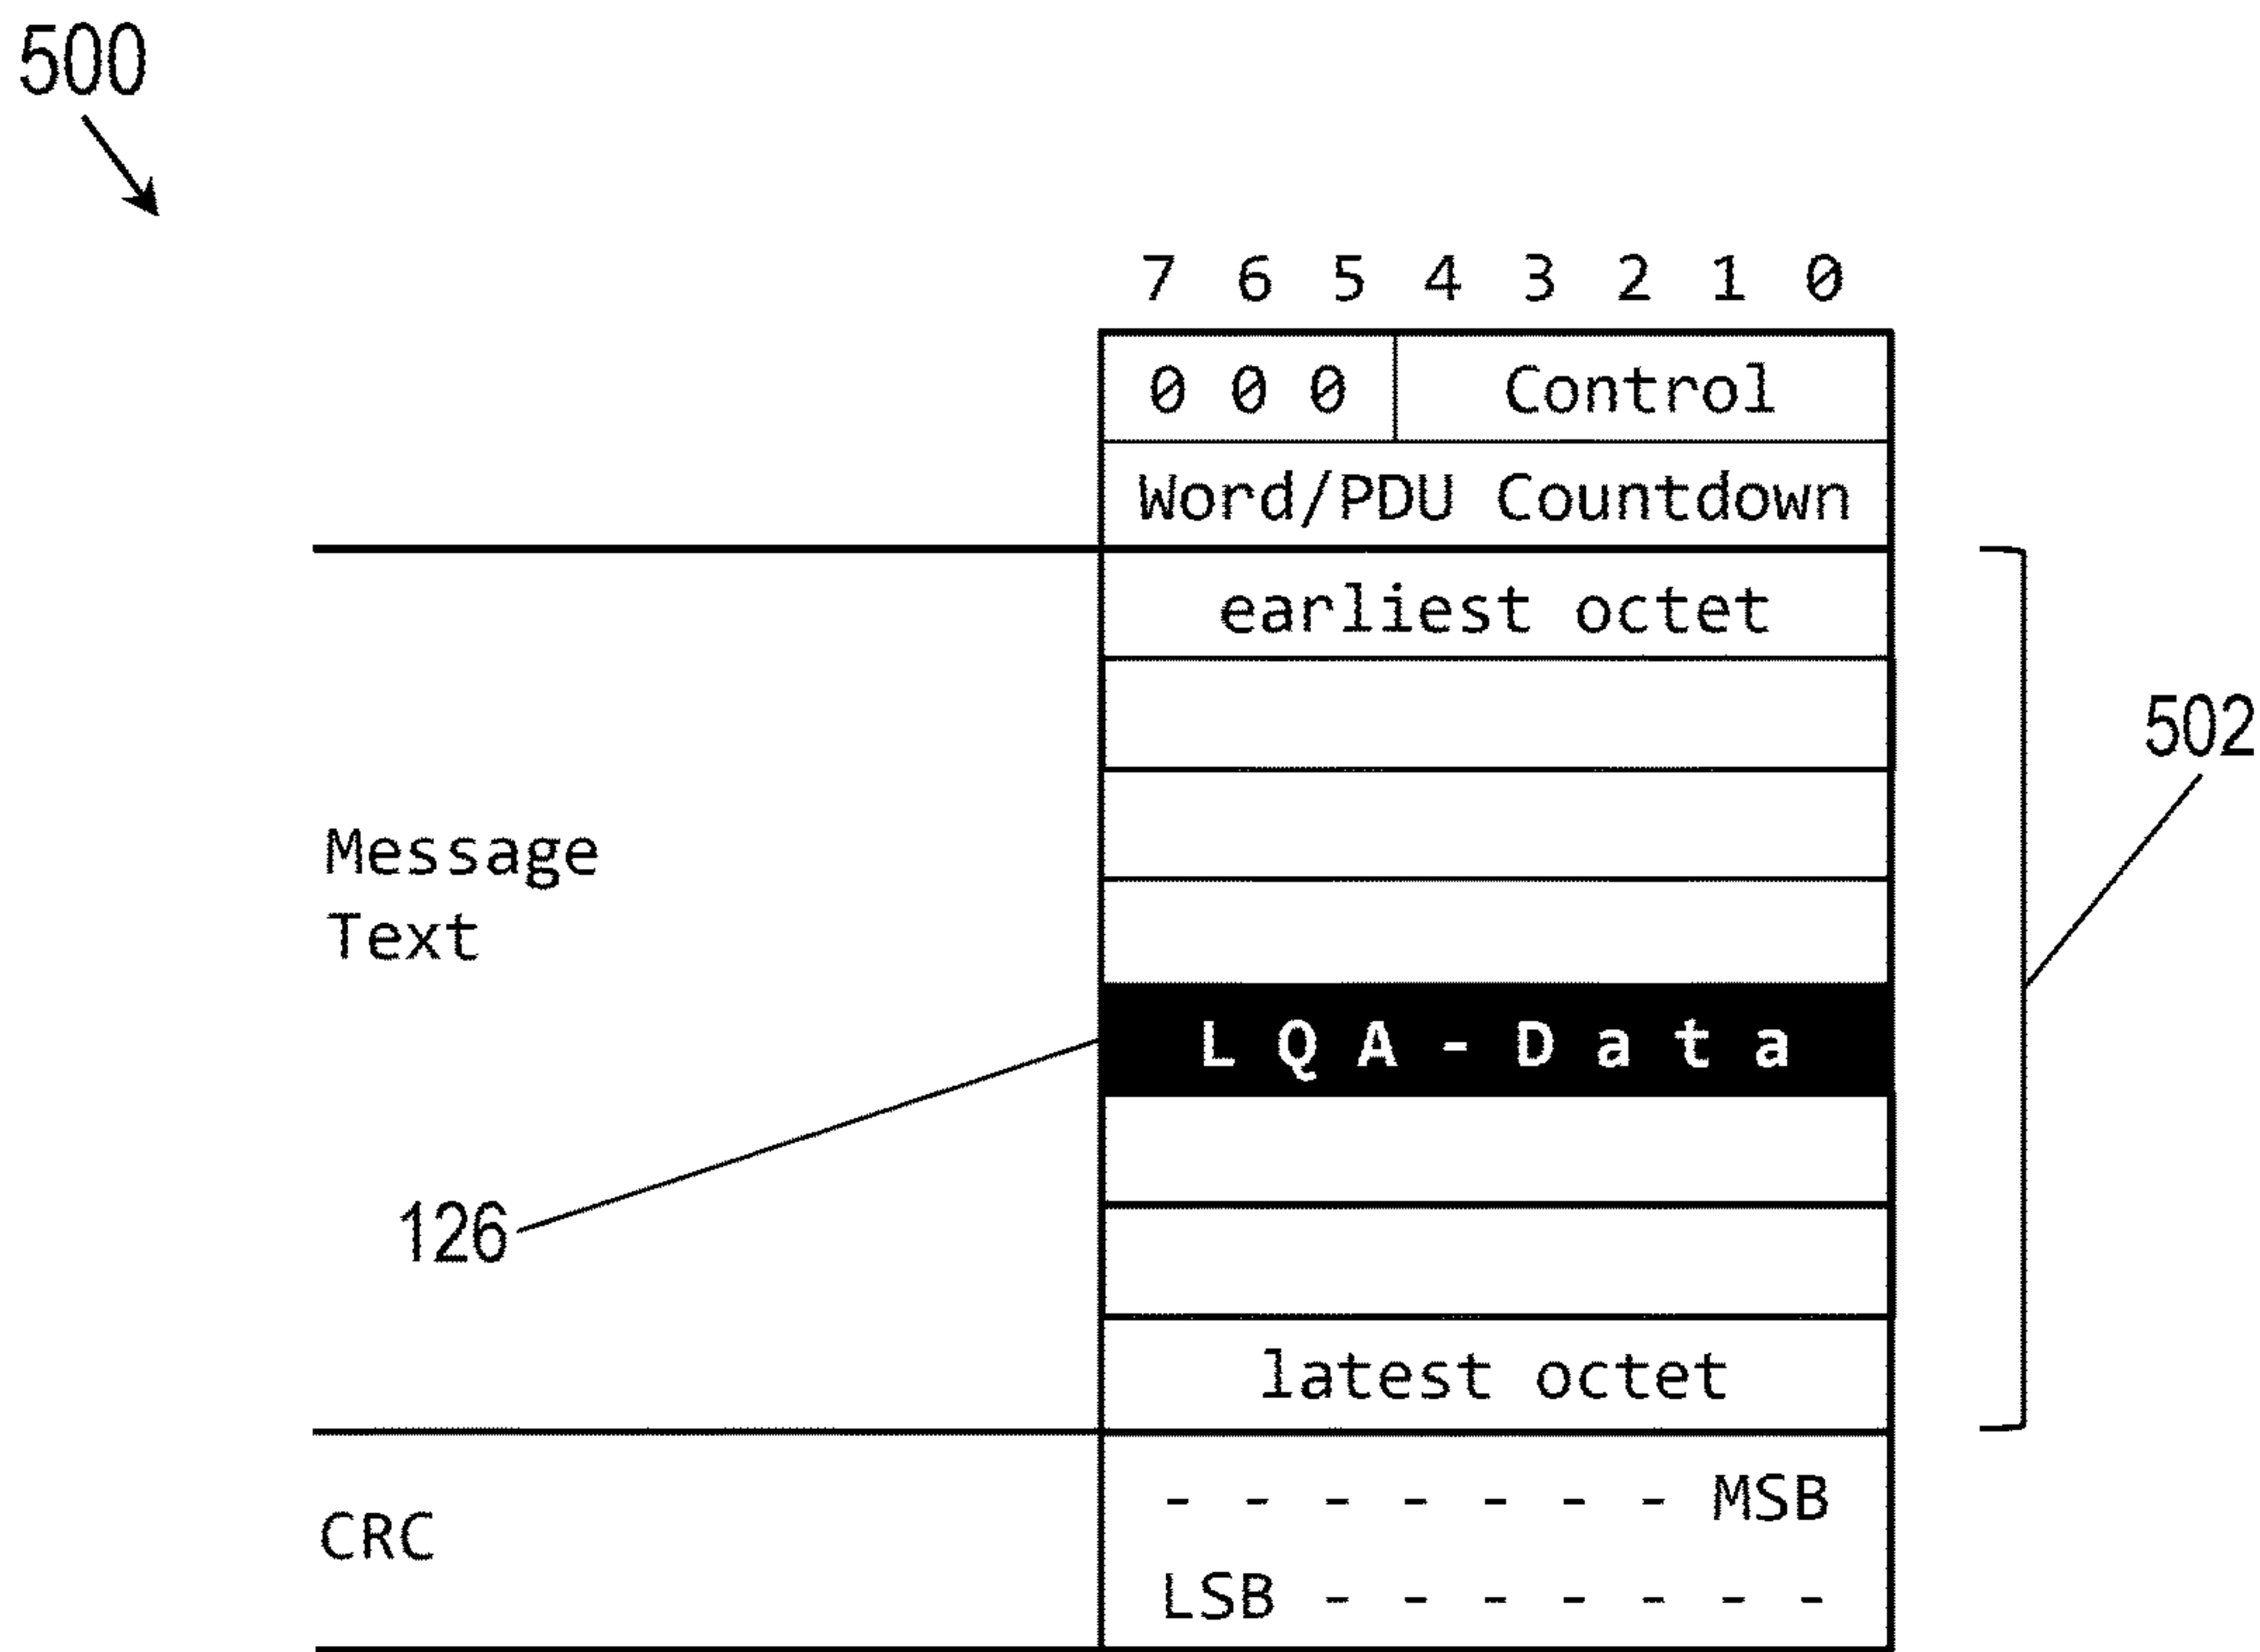 500
7 6 5 4 3 2 1 0
0 0 0 Control
Word/PDU Countdown
earliest octet
502
Message
Text
L Q A - D a t a
126
latest octet
- - - - - - - MSB
CRC
LSB - - - - - - -